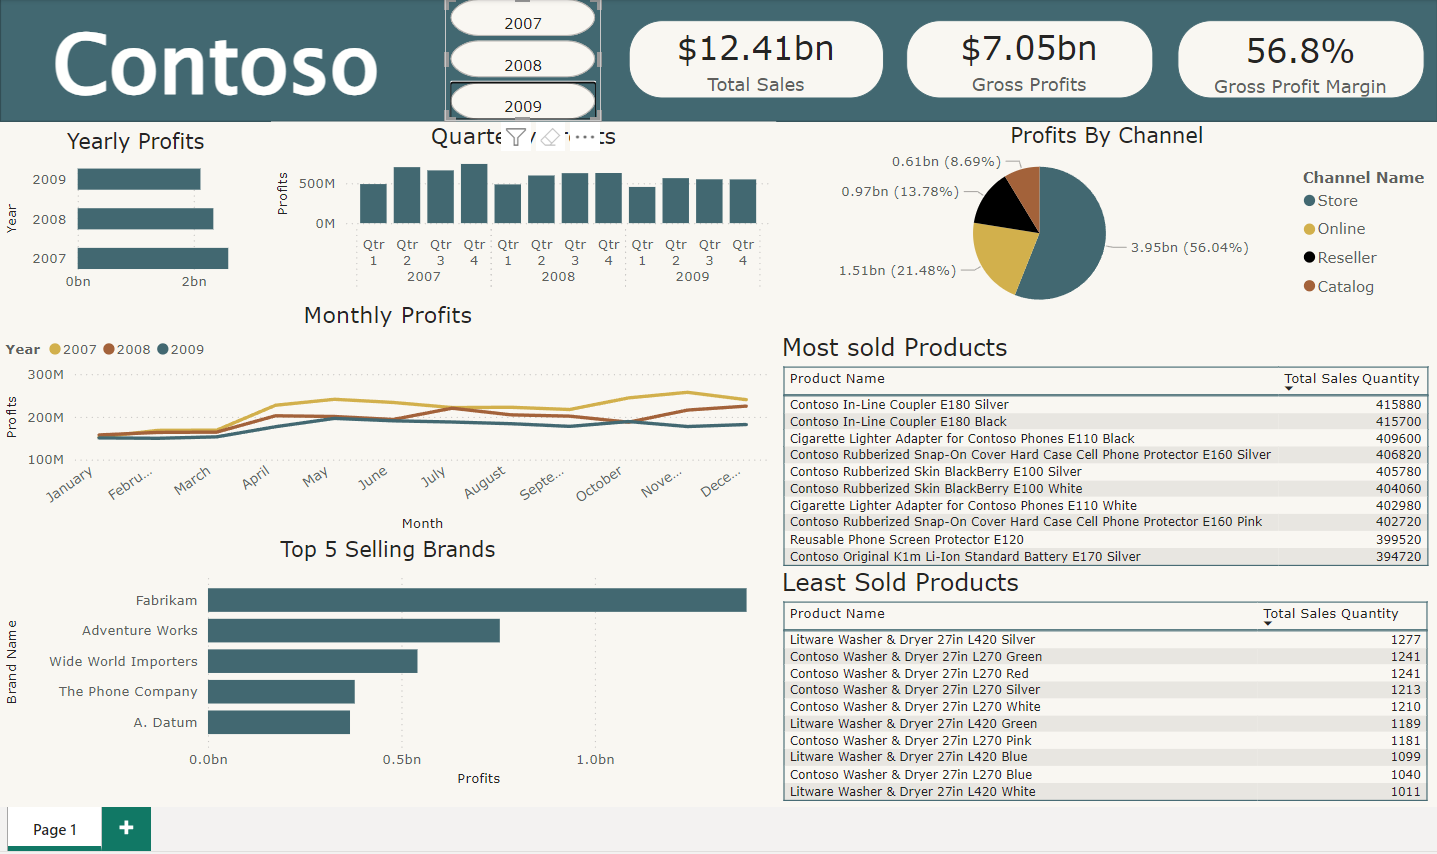 Contoso
2007
2008
2009
$12.41bn
Total Sales
$7.05bn
Gross Profits
56.8%
Gross Profit Margin
Yearly Profits
Year
2009
2008
2007
0bn 2bn
Profits
500M
0M
Qtr 1 Qtr 2 Qtr 3 Qtr 4 Qtr 1 Qtr 2 Qtr 3 Qtr 4 Qtr 1 Qtr 2 Qtr 3 Qtr 4
2007 2008 2009
Profits By Channel
0.61bn (8.69%)
0.97bn (13.78%)
1.51bn (21.48%)
3.95bn (56.04%)
Channel Name
Store
Online
Reseller
Catalog
Monthly Profits
Year 2007 2008 2009
Profits
300M
200M
100M
January Febru... March April May June July August Septe... October Nove... Dece...
Month
Top 5 Selling Brands
Brand Name
Fabrikam
Adventure Works
Wide World Importers
The Phone Company
A. Datum
0.0bn 0.5bn 1.0bn
Profits
Most sold Products
Product Name Total Sales Quantity
Contoso In-Line Coupler E180 Silver 415880
Contoso In-Line Coupler E180 Black 415700
Cigarette Lighter Adapter for Contoso Phones E110 Black 409600
Contoso Rubberized Snap-On Cover Hard Case Cell Phone Protector E160 Silver 406820
Contoso Rubberized Skin BlackBerry E100 Silver 405780
Contoso Rubberized Skin BlackBerry E100 White 404060
Cigarette Lighter Adapter for Contoso Phones E110 White 402980
Contoso Rubberized Snap-On Cover Hard Case Cell Phone Protector E160 Pink 402720
Reusable Phone Screen Protector E120 399520
Contoso Original K1m Li-Ion Standard Battery E170 Silver 394720
Least Sold Products
Product Name Total Sales Quantity
Litware Washer & Dryer 27in L420 Silver 1277
Contoso Washer & Dryer 27in L270 Green 1241
Contoso Washer & Dryer 27in L270 Red 1241
Contoso Washer & Dryer 27in L270 Silver 1213
Contoso Washer & Dryer 27in L270 White 1210
Litware Washer & Dryer 27in L420 Green 1189
Contoso Washer & Dryer 27in L270 Pink 1181
Litware Washer & Dryer 27in L420 Blue 1099
Contoso Washer & Dryer 27in L270 Blue 1040
Litware Washer & Dryer 27in L420 White 1011
Page 1